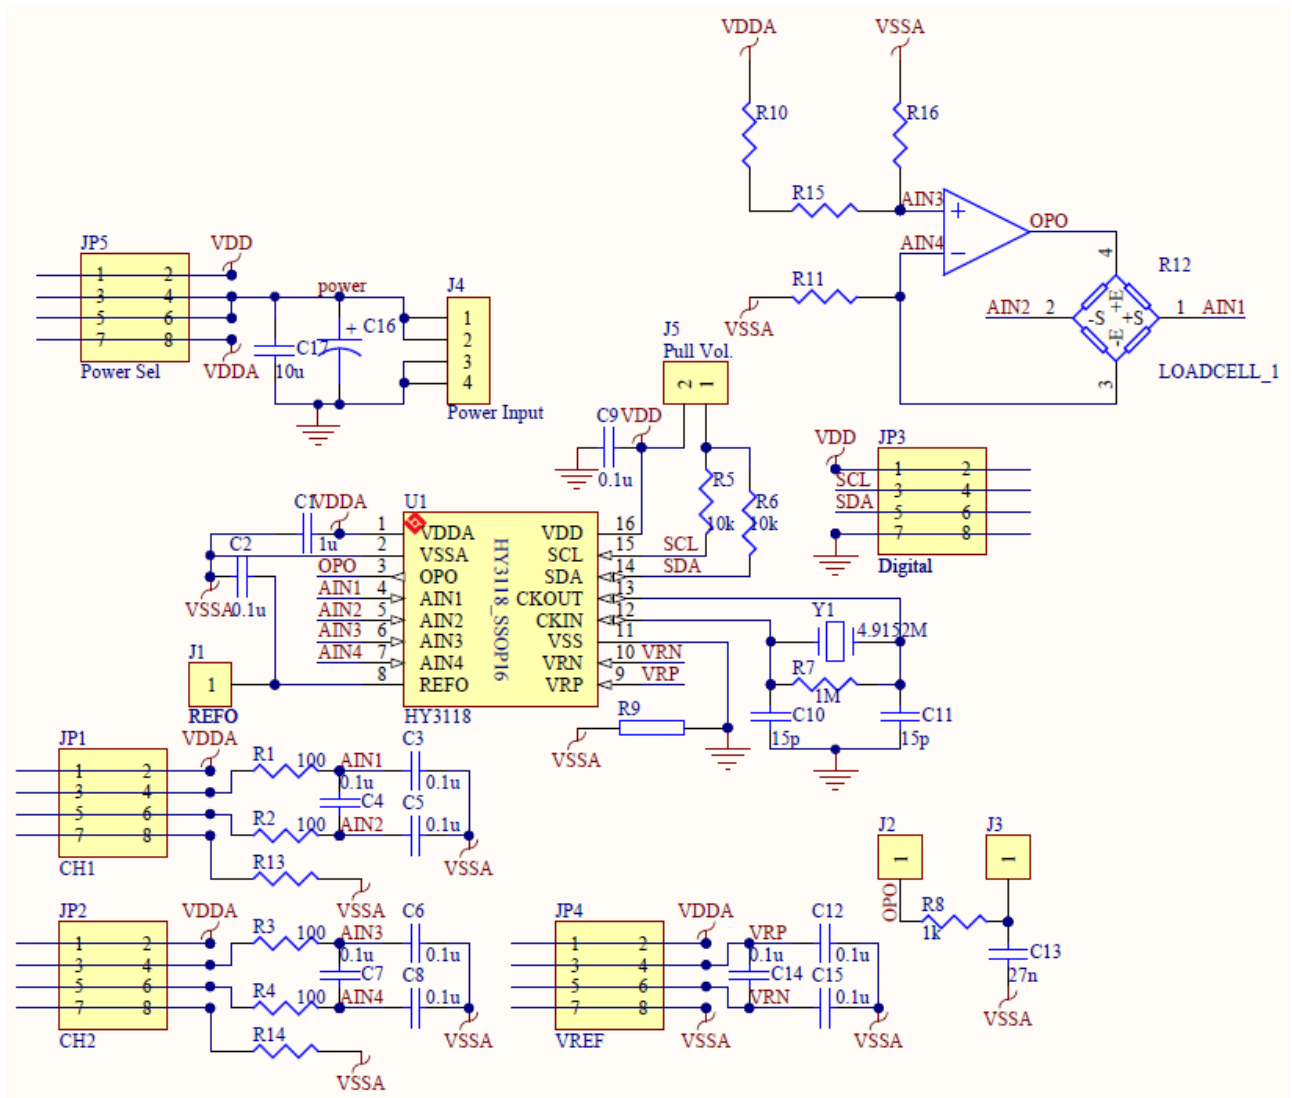 VDDA
VSSA
R10
R16
R15
AIN3
+
OPO
AIN4
−
4
R12
R11
VSSA
AIN2
2
-S
+E
+S
-E
1
AIN1
3
LOADCELL_1
JP5
VDD
1 2
3 4
5 6
7 8
Power Sel
VDDA
power
+
C16
C17
10u
J4
1
2
3
4
Power Input
J5
Pull Vol.
2
1
C9
VDD
0.1u
R5
10k
R6
10k
VDD
JP3
1 2
SCL
3 4
SDA
5 6
7 8
Digital
C1
VDDA
1u
C2
VSSA
0.1u
U1
1 VDDA VDD 16
2 VSSA SCL 15 SCL
OPO 3 OPO SDA 14 SDA
AIN1 4 AIN1 CKOUT 13
AIN2 5 AIN2 CKIN 12
AIN3 6 AIN3 VSS 11
AIN4 7 AIN4 VRN 10 VRN
8 REFO VRP 9 VRP
HY3118_SSOP16
HY3118
J1
1
REFO
Y1
4.9152M
R7
1M
C10
15p
C11
15p
R9
VSSA
JP1
VDDA
1 2
3 4
5 6
7 8
CH1
R1
100
AIN1
C3
0.1u
0.1u
C4
C5
R2
100
AIN2
0.1u
VSSA
R13
VSSA
JP2
VDDA
1 2
3 4
5 6
7 8
CH2
R3
100
AIN3
C6
0.1u
0.1u
C7
C8
R4
100
AIN4
0.1u
VSSA
R14
VSSA
JP4
VDDA
1 2
3 4
5 6
7 8
VREF
VSSA
VRP
C12
0.1u
0.1u
C14
C15
VRN
0.1u
VSSA
J2
1
J3
1
OPO
R8
1k
C13
27n
VSSA